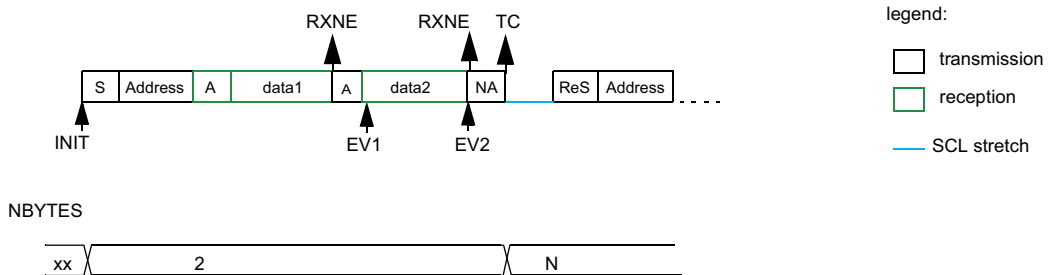 legend:
RXNE RXNE TC
transmission
S Address A data1 A data2 NA ReS Address
reception
INIT EV1 EV2
SCL stretch
NBYTES
xx 2 N